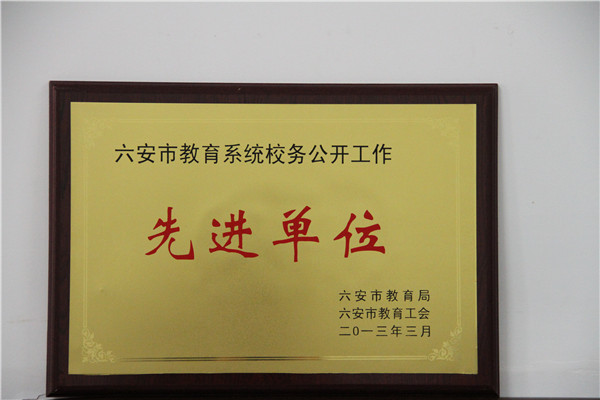 六安市教育系统校务公开工作
先进单位
六安市教育局
六安市教育工会
二0一三年三月